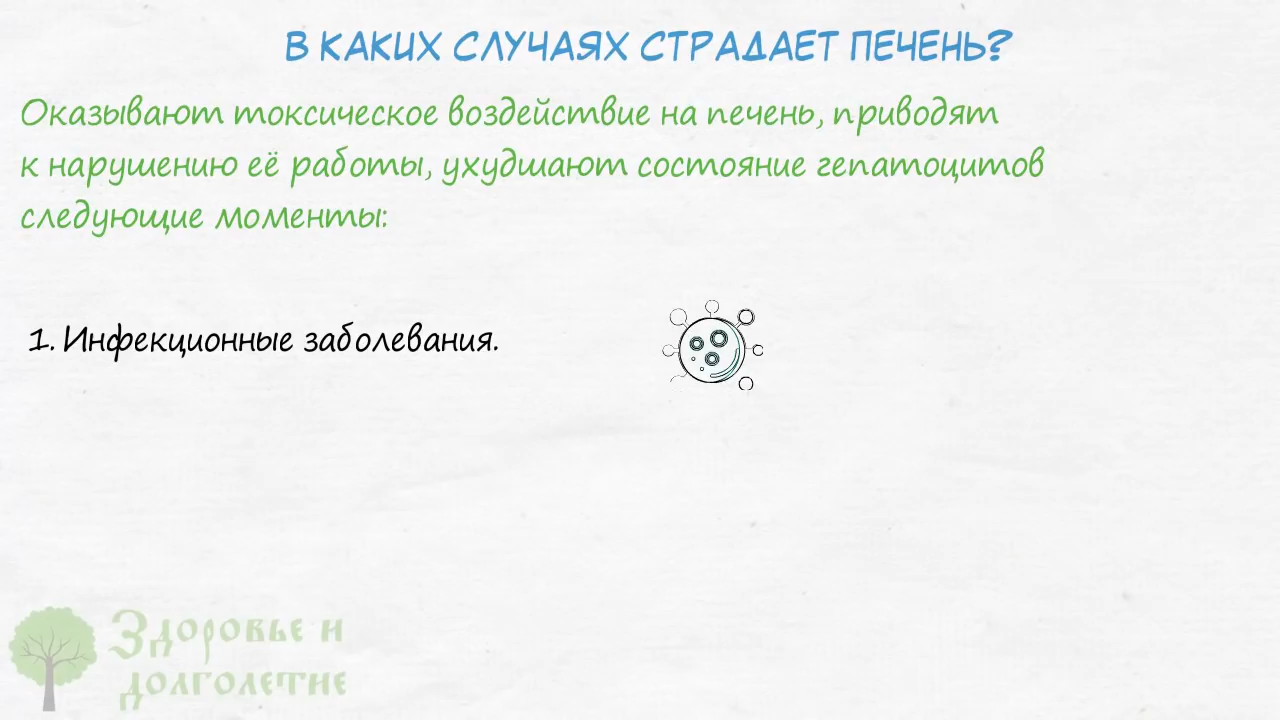 В КАКИХ СЛУЧАЯХ СТРАДАЕТ ПЕЧЕНЬ?
Оказывают токсическое воздействие на печень, приводят
к нарушению её работы, ухудшают состояние гепатоцитов
следующие моменты:
1. Инфекционные заболевания.
Здоровье и
долголетие